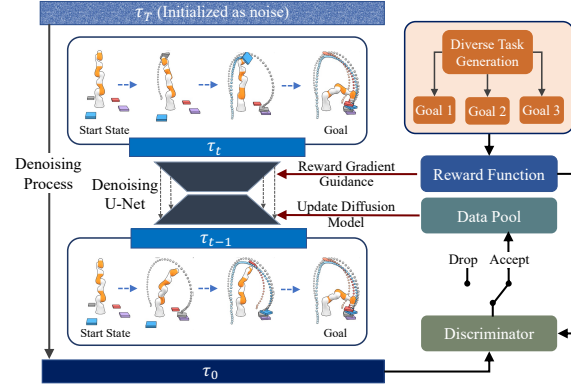 τ_T (Initialized as noise)
Start State
Goal
τ_t
Denoising
Process
Denoising
U-Net
Reward Gradient
Guidance
Update Diffusion
Model
τ_{t-1}
Start State
Goal
τ_0
Diverse Task
Generation
Goal 1
Goal 2
Goal 3
Reward Function
Data Pool
Drop
Accept
Discriminator